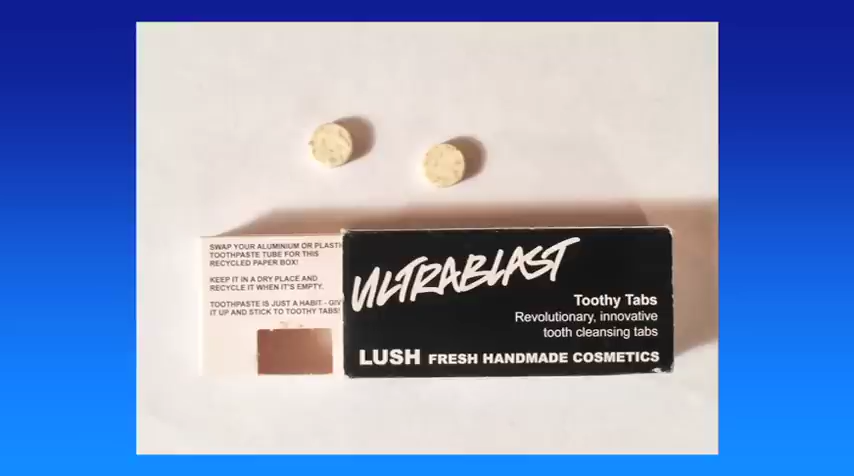 SWAP YOUR ALUMINIUM OR PLASTI
TOOTHPASTE TUBE FOR THIS
RECYCLED PAPER BOX!
KEEP IT IN A DRY PLACE AND
RECYCLE IT WHEN IT'S EMPTY.
TOOTHPASTE IS JUST A HABIT - GIV
IT UP AND STICK TO TOOTHY TABS!
ULTRABLAST
Toothy Tabs
Revolutionary, innovative
tooth cleansing tabs
LUSH FRESH HANDMADE COSMETICS